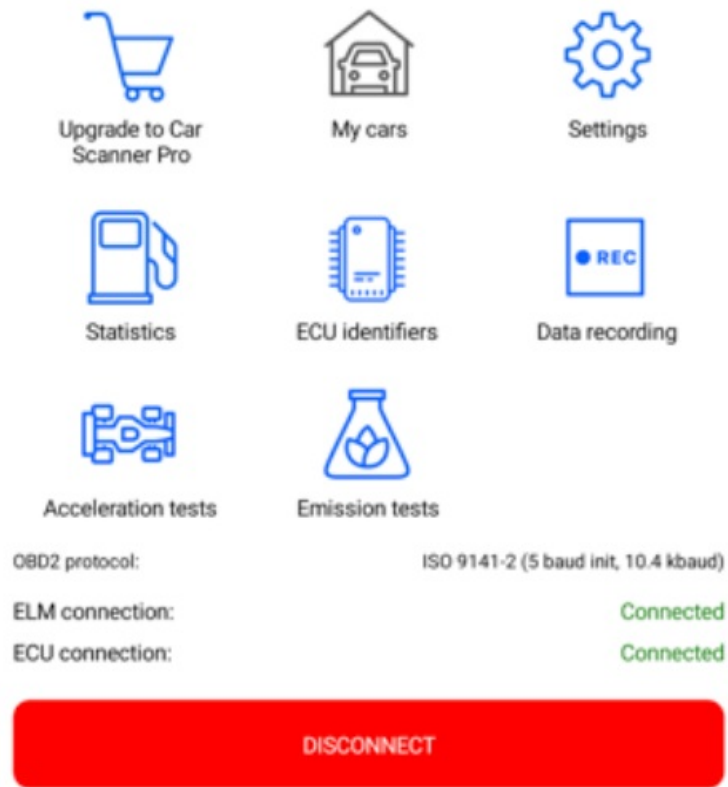 Upgrade to Car
Scanner Pro
My cars
Settings
Statistics
ECU identifiers
REC
Data recording
Acceleration tests
Emission tests
OBD2 protocol: ISO 9141-2 (5 baud init, 10.4 kbaud)
ELM connection: Connected
ECU connection: Connected
DISCONNECT